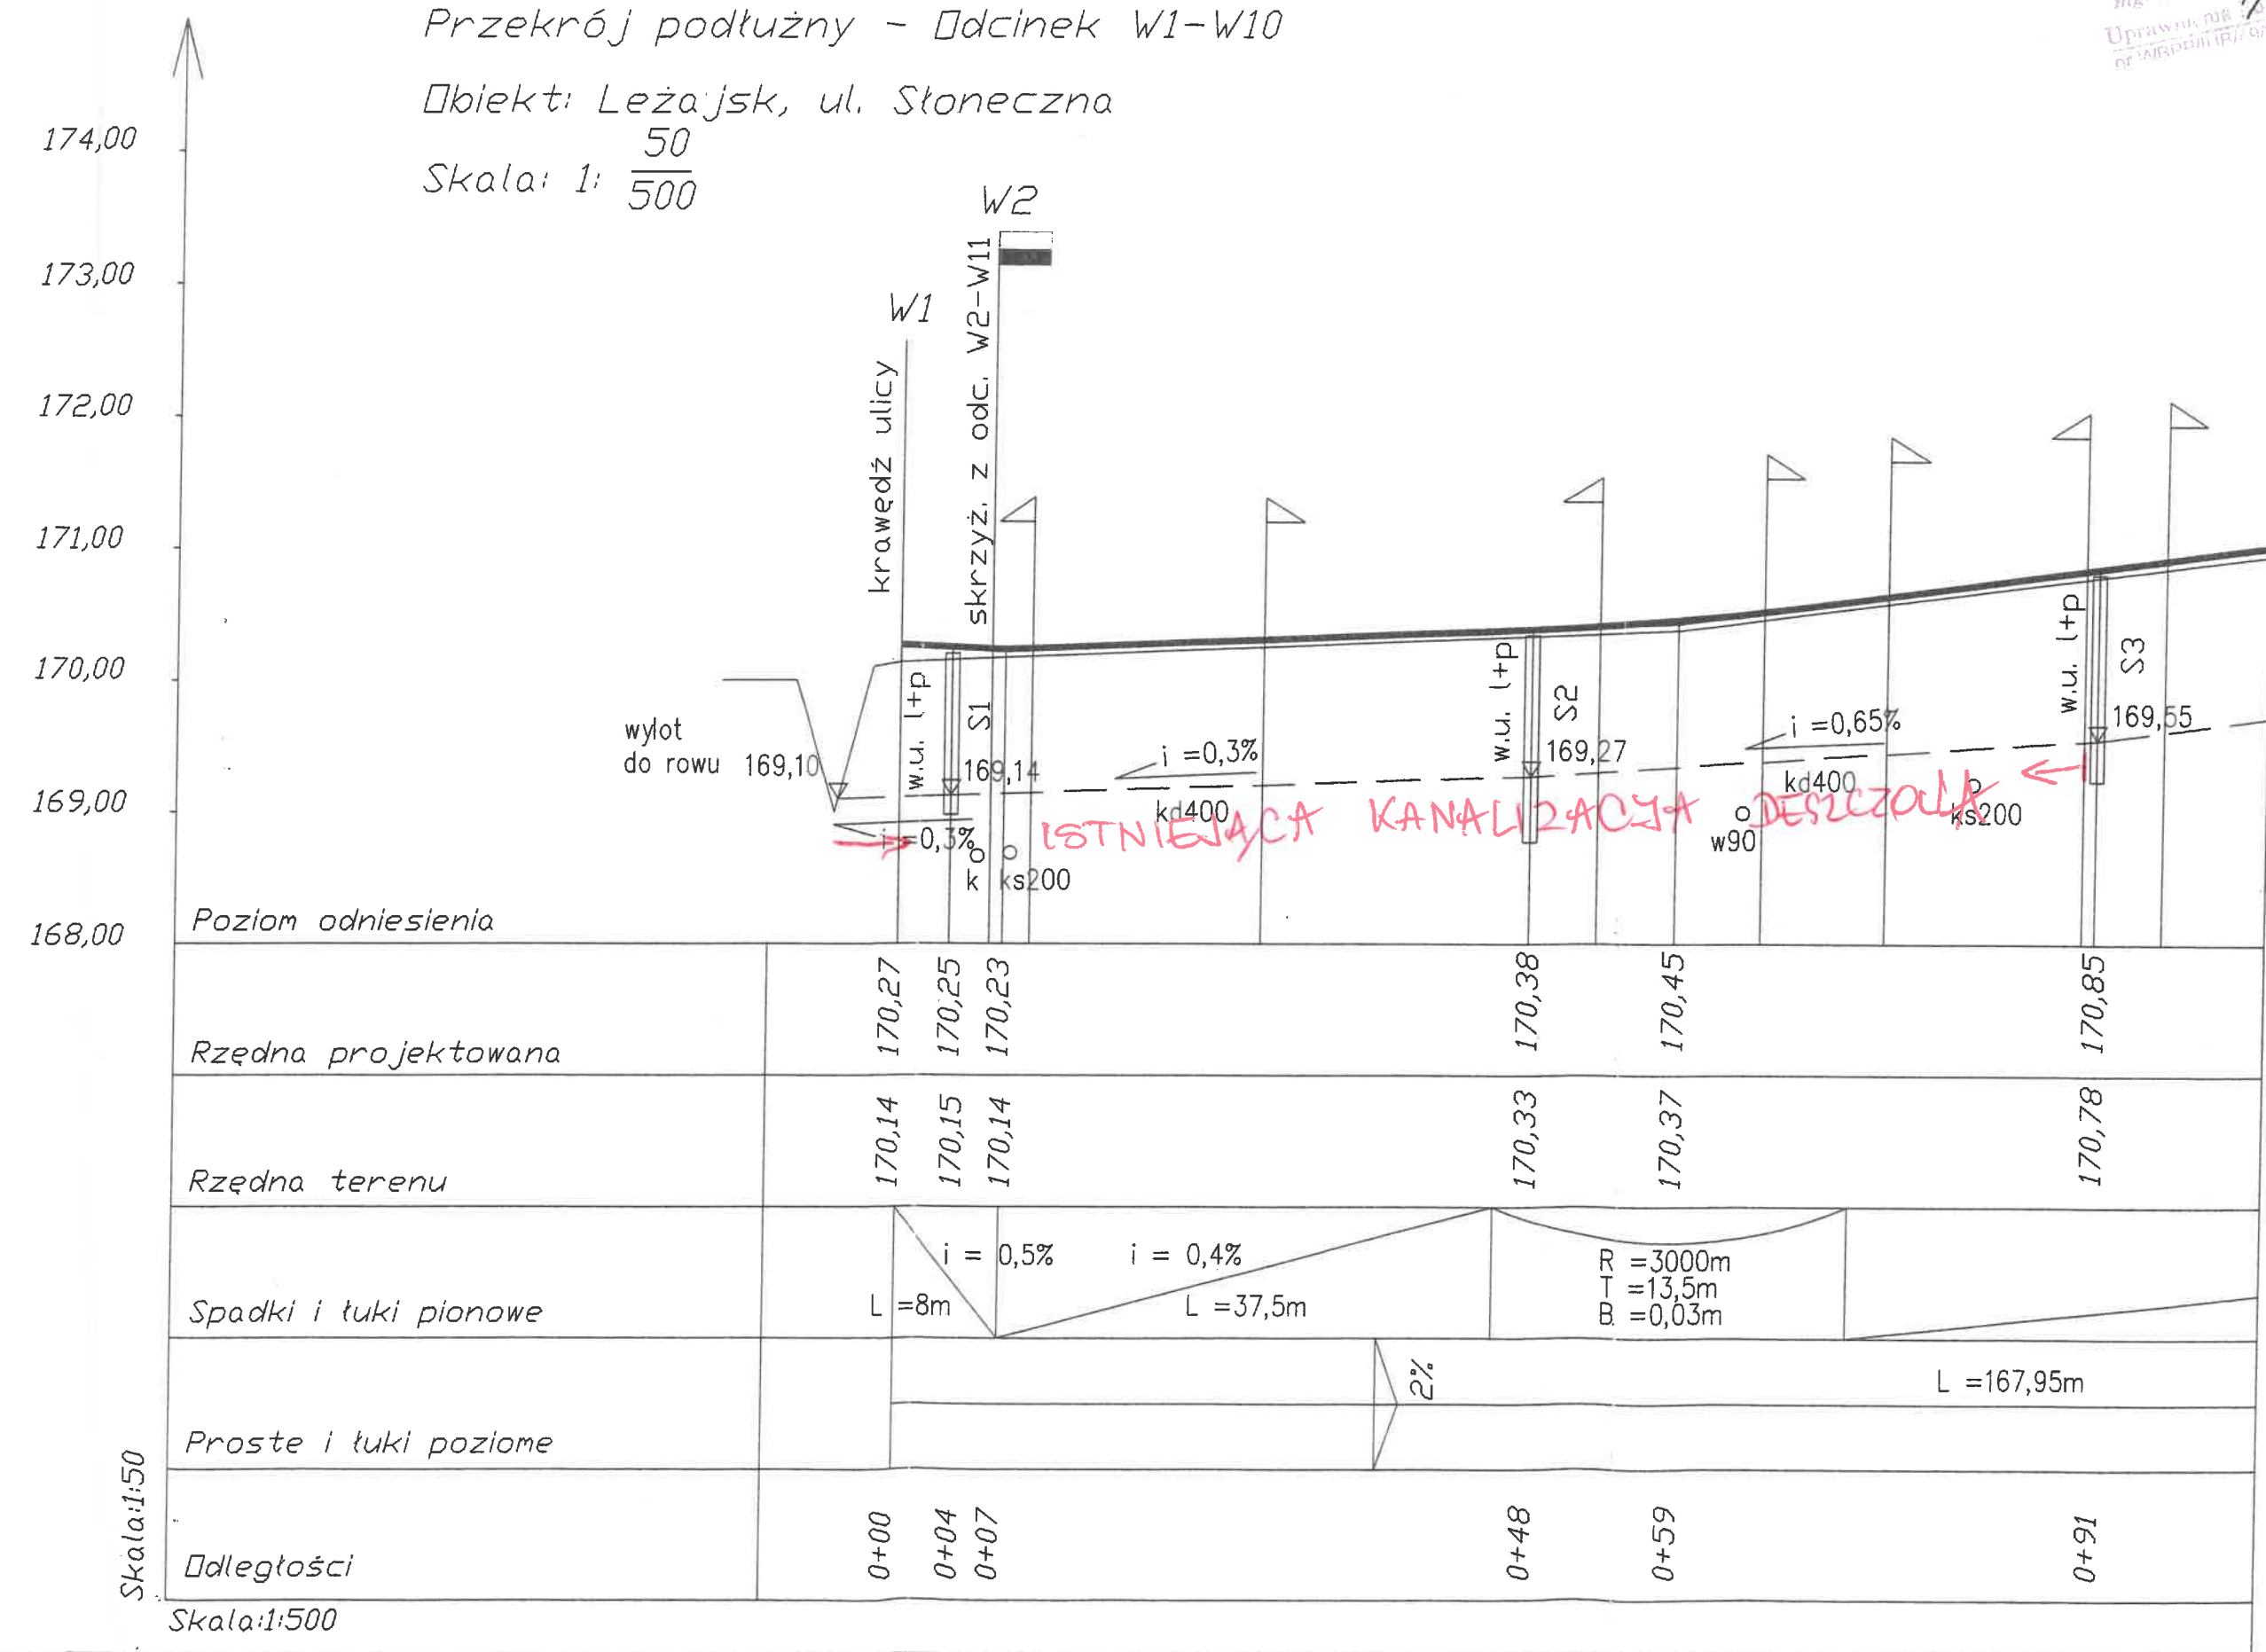 Przekrój podłużny - Odcinek W1-W10
Obiekt: Leżajsk, ul. Słoneczna
Skala: 1: 50
500
174,00
173,00
172,00
171,00
170,00
169,00
168,00
W1
W2
krawędź ulicy
skrzyż. z odc. W2-W11
wylot
do rowu 169,10
w.u. l+p
S1
169,14
i =0,3%
k
ks200
i =0,3%
kd400
w.u. l+p
S2
169,27
i =0,65%
kd400
w90
ks200
w.u. l+p
S3
169,55
ISTNIEJĄCA KANALIZACYJA DESZCZOWA
Poziom odniesienia
Rzędna projektowana
170,27
170,25
170,23
170,38
170,45
170,85
Rzędna terenu
170,14
170,15
170,14
170,33
170,37
170,78
Spadki i łuki pionowe
i = 0,5%
L =8m
i = 0,4%
L =37,5m
R =3000m
T =13,5m
B =0,03m
Proste i łuki poziome
2%
L =167,95m
Odległości
0+00
0+04
0+07
0+48
0+59
0+91
Skala:1:50
Skala:1:500